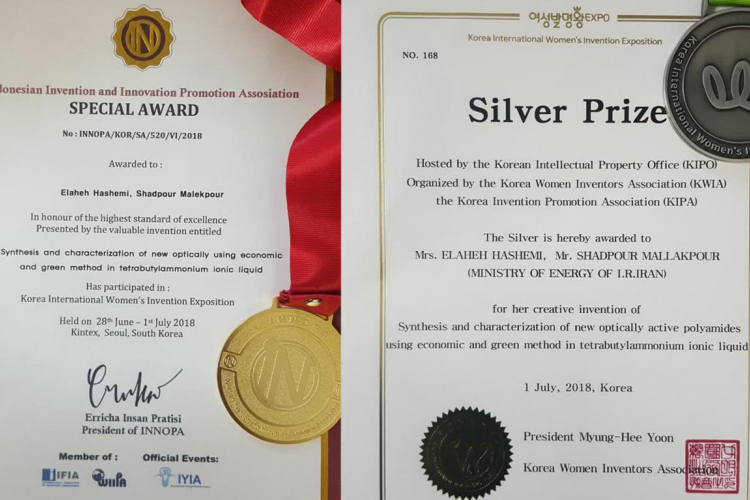 donesian Invention and Innovation Promotion Assosiation
SPECIAL AWARD
No : INNOPA/KOR/SA/520/VI/2018
Awarded to :
Elaheh Hashemi, Shadpour Malekpour
In honour of the highest standard of excellence
Presented by the valuable invention entitled
Synthesis and characterization of new optically using economic
and green method in tetrabutylammonium ionic liquid
Has participated in :
Korea International Women's Invention Exposition
Held on 28th June – 1st July 2018
Kintex, Seoul, South Korea
Erricha Insan Pratisi
President of INNOPA
Member of :
Official Events:
IFIA
WIIPA
IYIA
여성발명왕EXPO
Korea International Women's Invention Exposition
NO. 168
Silver Prize
Hosted by the Korean Intellectual Property Office (KIPO)
Organized by the Korea Women Inventors Association (KWIA)
the Korea Invention Promotion Association (KIPA)
The Silver is hereby awarded to
Mrs. ELAHEH HASHEMI, Mr. SHADPOUR MALLAKPOUR
(MINISTRY OF ENERGY OF I.R.IRAN)
for her creative invention of
Synthesis and characterization of new optically active polyamides
using economic and green method in tetrabutylammonium ionic liquid
1 July, 2018, Korea
President Myung-Hee Yoon
Korea Women Inventors Association
Korea International Women's I